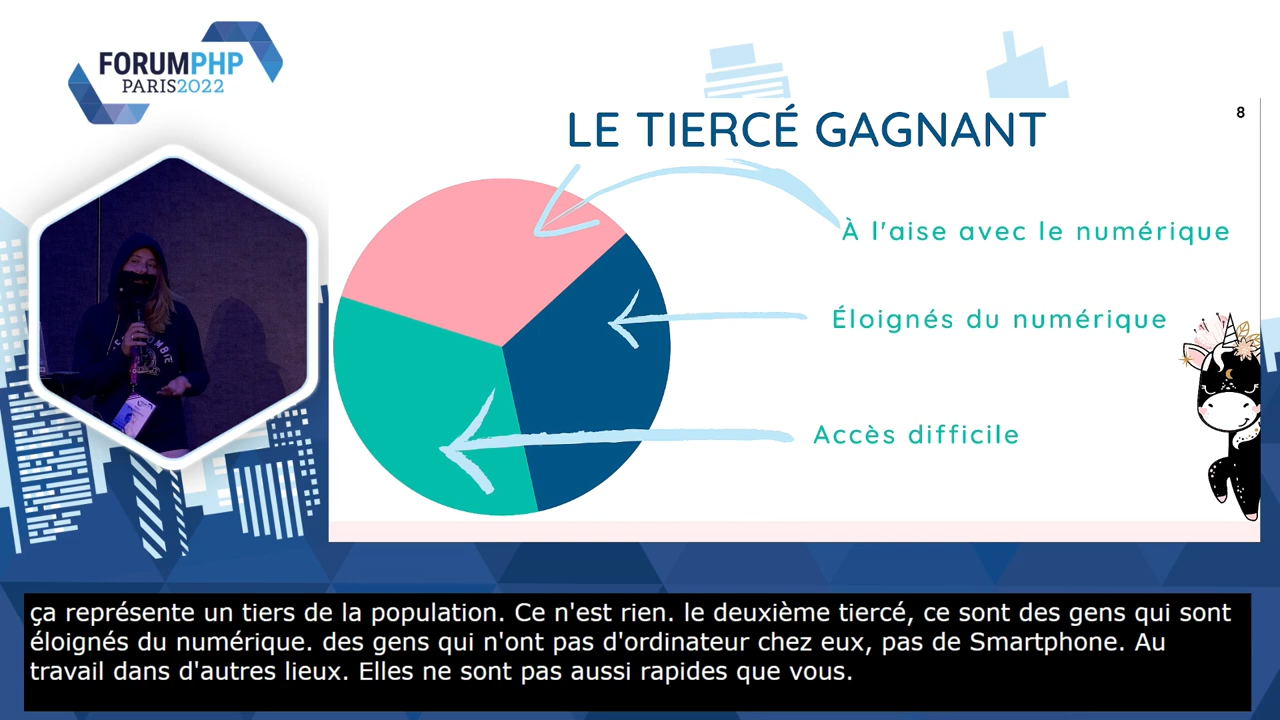 FORUMPHP
PARIS2022
LE TIERCÉ GAGNANT
8
À l'aise avec le numérique
Éloignés du numérique
Accès difficile
ça représente un tiers de la population. Ce n'est rien. le deuxième tiercé, ce sont des gens qui sont
éloignés du numérique. des gens qui n'ont pas d'ordinateur chez eux, pas de Smartphone. Au
travail dans d'autres lieux. Elles ne sont pas aussi rapides que vous.